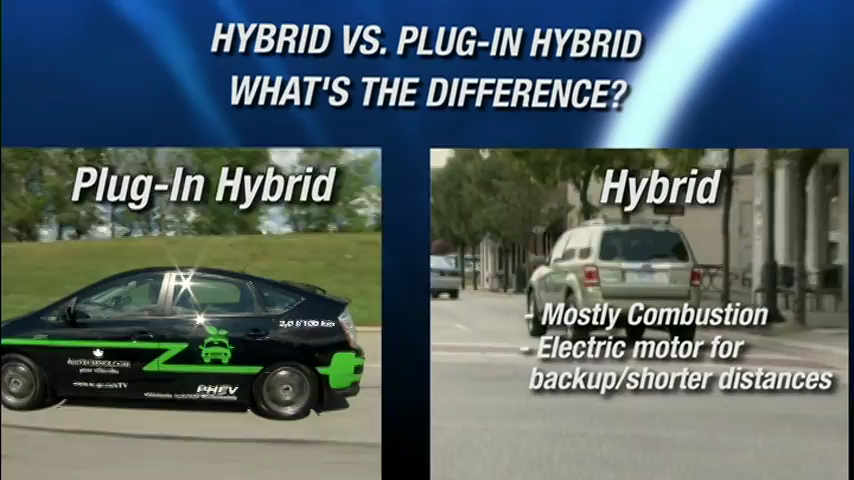 HYBRID VS. PLUG-IN HYBRID
WHAT'S THE DIFFERENCE?
Plug-In Hybrid
Hybrid
Mostly Combustion
Electric motor for
backup/shorter distances
PHEV